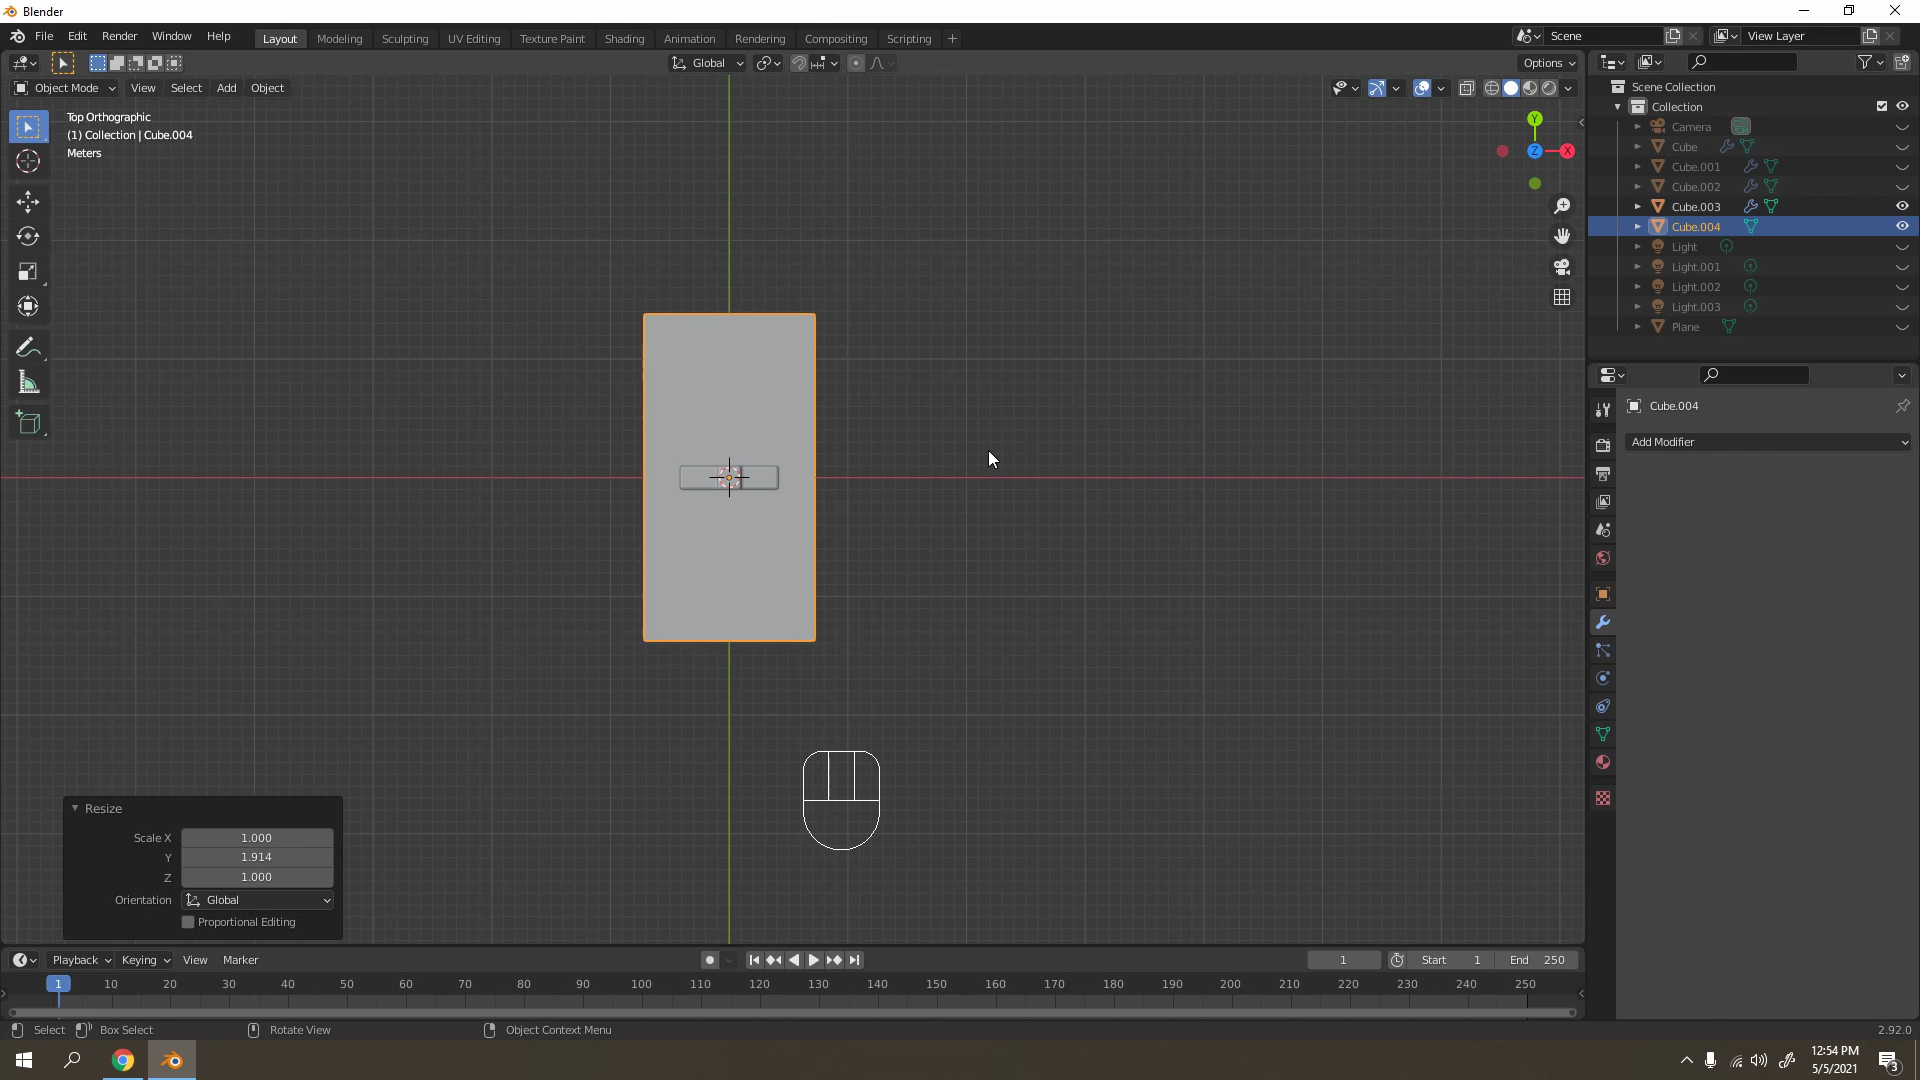 Blender
File Edit Render Window Help Layout Modeling Sculpting UV Editing Texture Paint Shading Animation Rendering Compositing Scripting + Scene View Layer
Global Options
Object Mode View Select Add Object
Top Orthographic
(1) Collection | Cube.004
Meters
Y
Z
X
Scene Collection
Collection
Camera
Cube
Cube.001
Cube.002
Cube.003
Cube.004
Light
Light.001
Light.002
Light.003
Plane
Cube.004
Add Modifier
Resize
Scale X 1.000
Y 1.914
Z 1.000
Orientation Global
Proportional Editing
Playback Keying View Marker 1 Start 1 End 250
1 10 20 30 40 50 60 70 80 90 100 110 120 130 140 150 160 170 180 190 200 210 220 230 240 250
Select Box Select Rotate View Object Context Menu 2.92.0
12:54 PM
5/5/2021
3